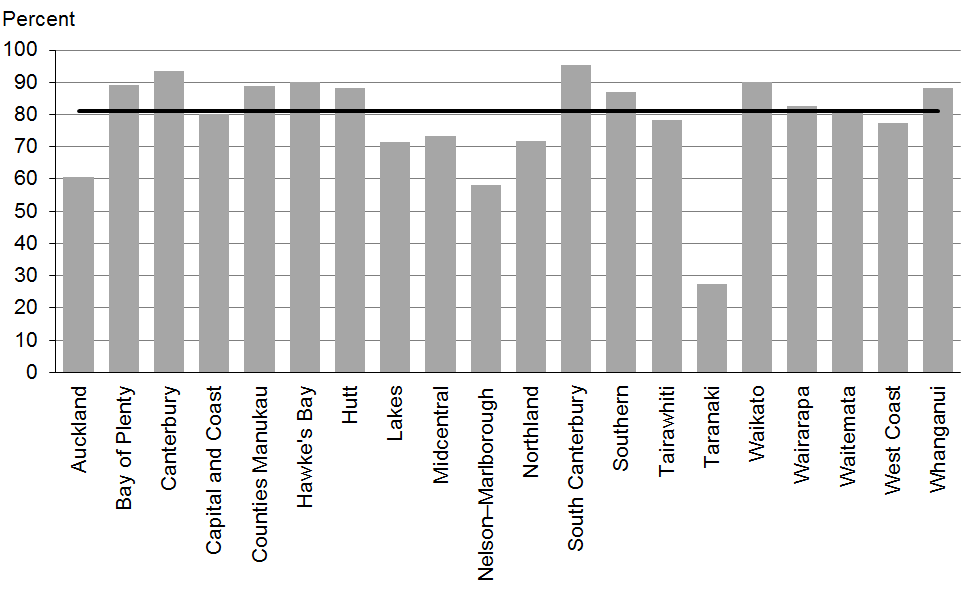 Percent
100
90
80
70
60
50
40
30
20
10
0
Auckland
Bay of Plenty
Canterbury
Capital and Coast
Counties Manukau
Hawke's Bay
Hutt
Lakes
Midcentral
Nelson–Marlborough
Northland
South Canterbury
Southern
Tairawhiti
Taranaki
Waikato
Wairarapa
Waitemata
West Coast
Whanganui